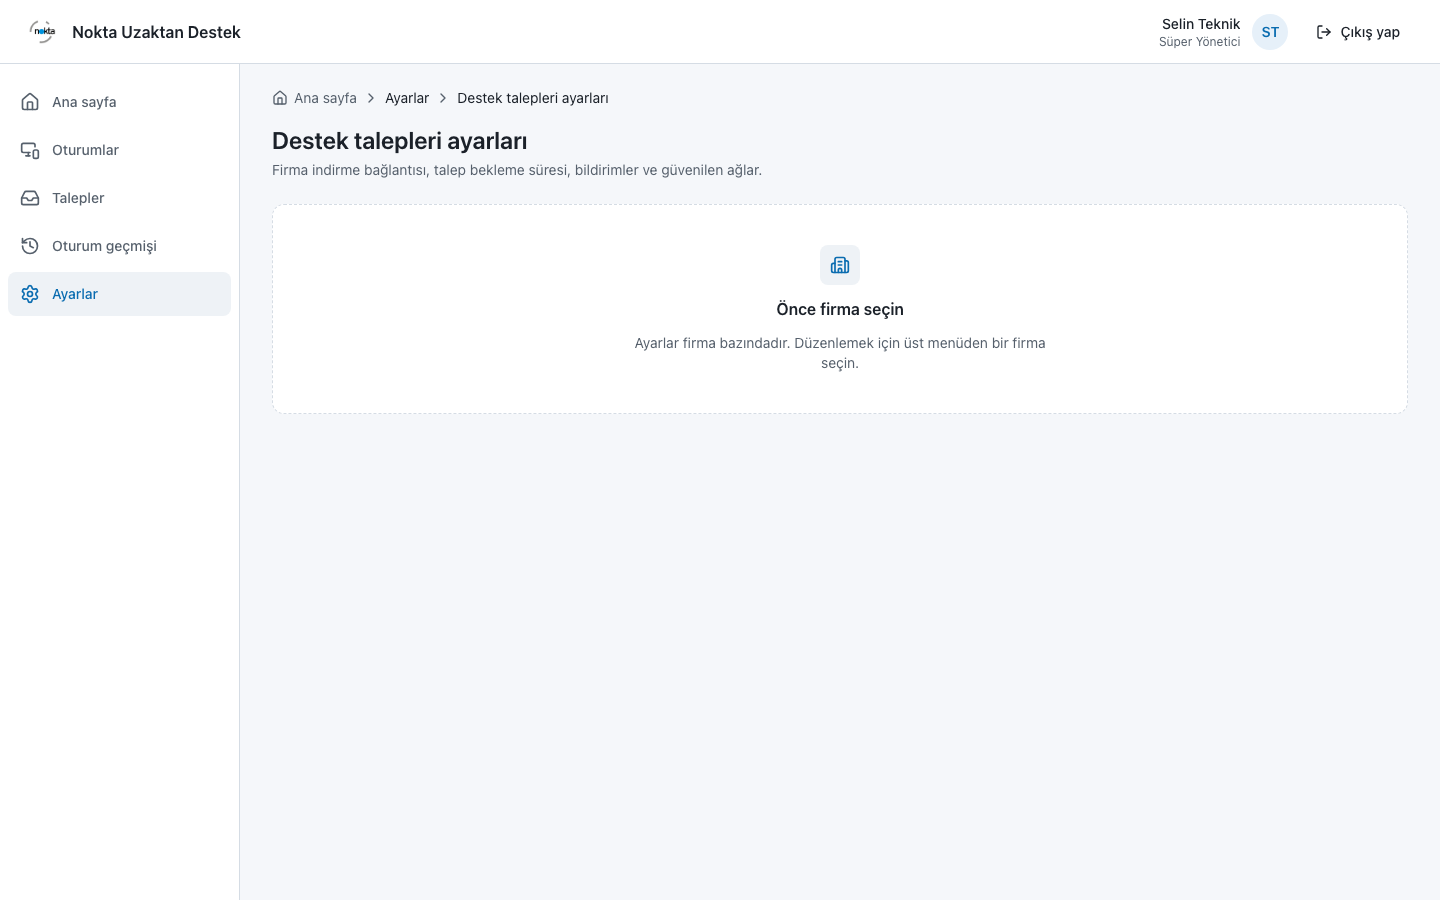 nokta
Nokta Uzaktan Destek
Selin Teknik
Süper Yönetici
ST
Çıkış yap
Ana sayfa
Oturumlar
Talepler
Oturum geçmişi
Ayarlar
Ana sayfa
Ayarlar
Destek talepleri ayarları
Destek talepleri ayarları
Firma indirme bağlantısı, talep bekleme süresi, bildirimler ve güvenilen ağlar.
Önce firma seçin
Ayarlar firma bazındadır. Düzenlemek için üst menüden bir firma
seçin.